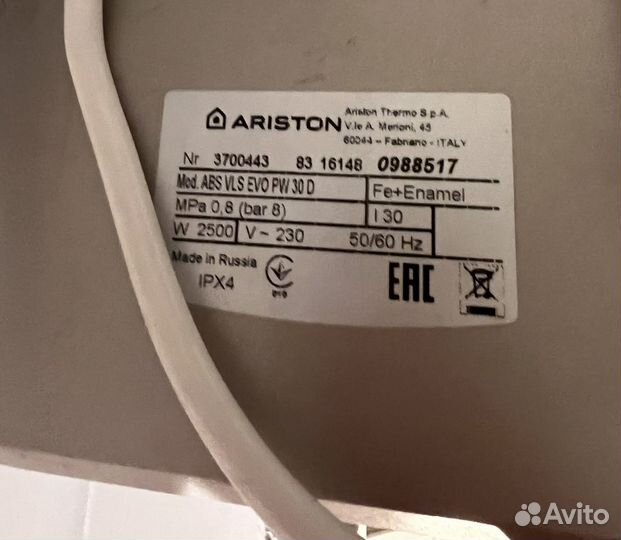 ARISTON
Ariston Thermo S.p.A.
V.le A. Merloni, 45
60044 - Fabriano - ITALY
Nr 3700443 83 16148 0988517
Mod. ABS VLS EVO PW 30 D Fe+Enamel
MPa 0,8 (bar 8) l 30
W 2500 V~ 230 50/60 Hz
Made in Russia
IPX4
EAC
Avito